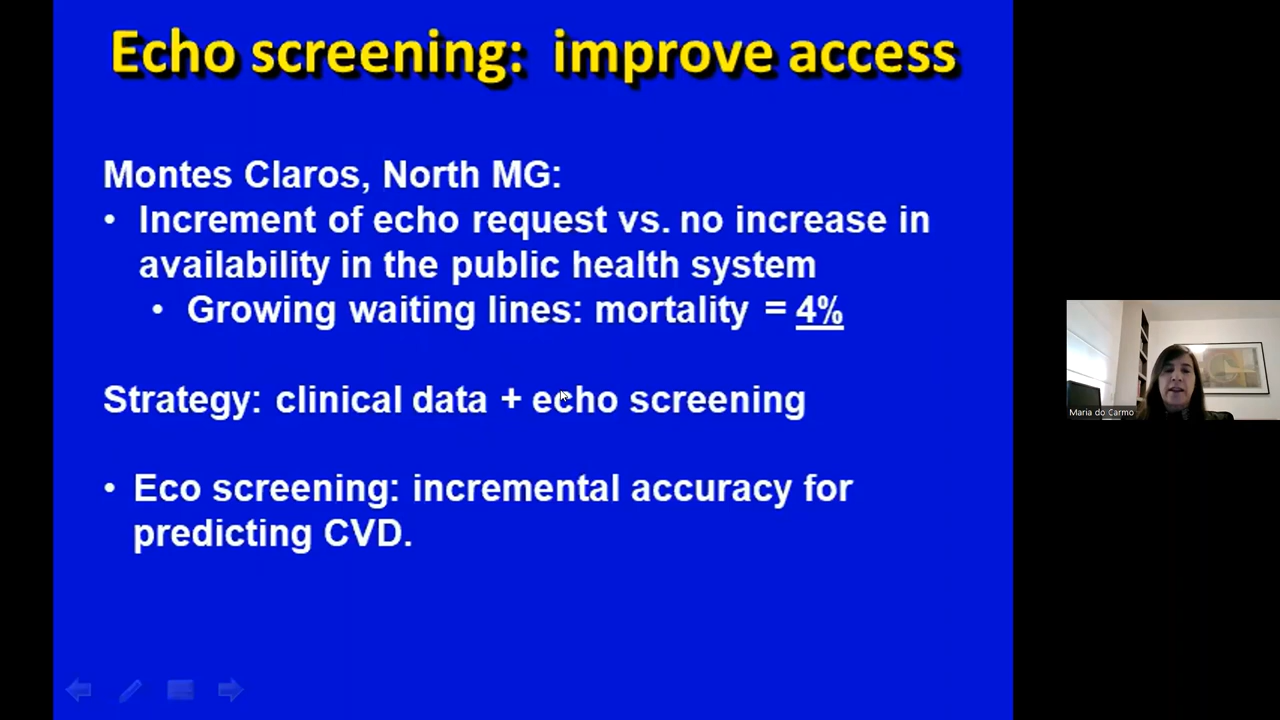 Echo screening: improve access
Montes Claros, North MG:
• Increment of echo request vs. no increase in
availability in the public health system
• Growing waiting lines: mortality = 4%
Strategy: clinical data + echo screening
• Eco screening: incremental accuracy for
predicting CVD.
Maria do Carmo